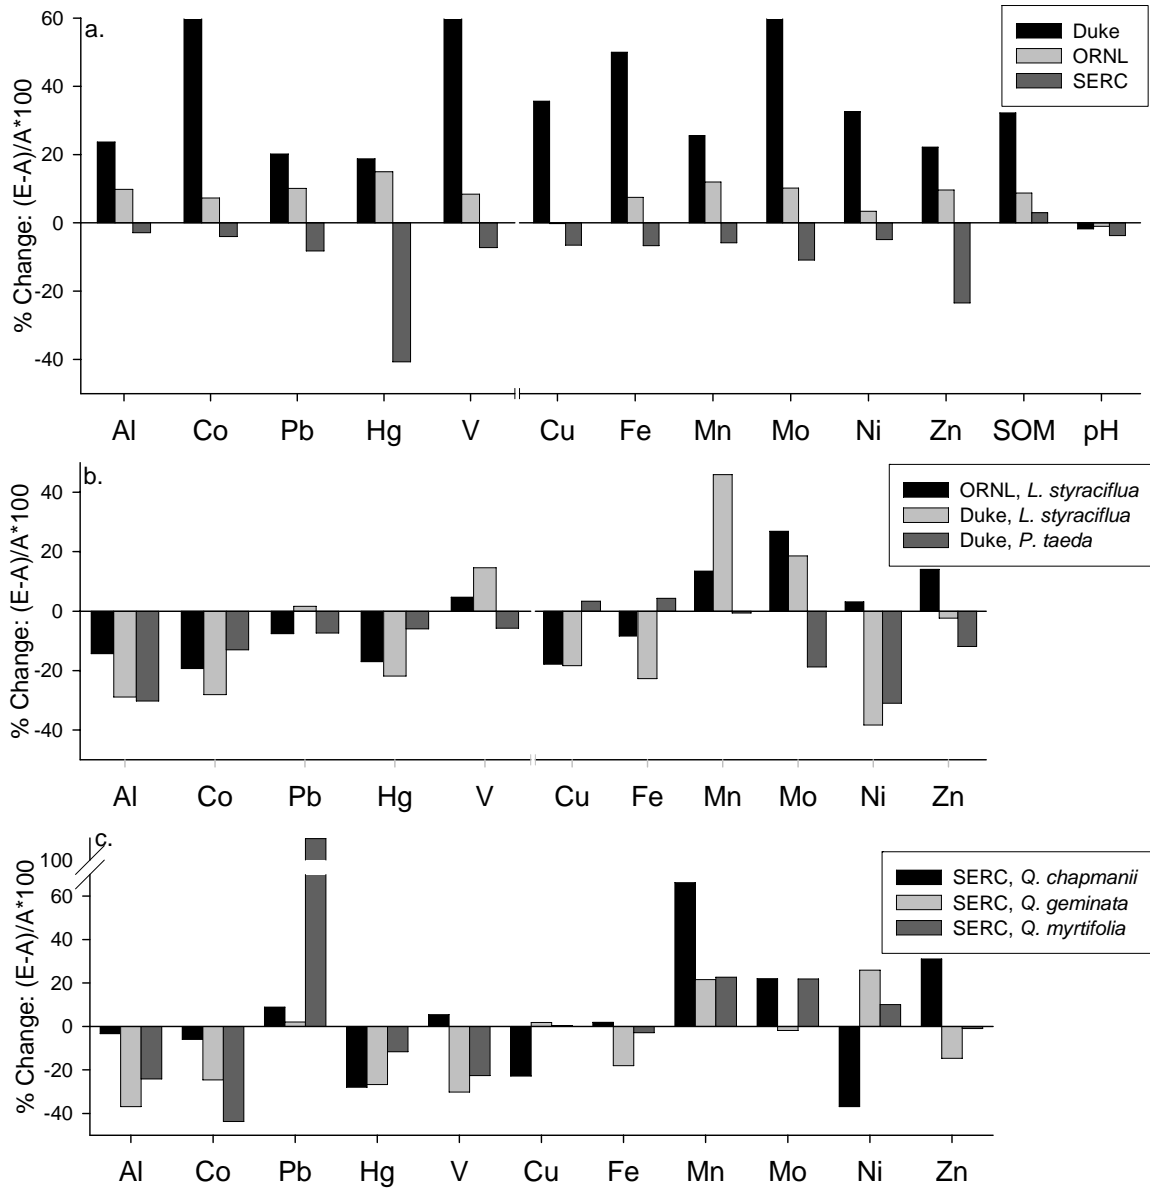 a.
% Change: (E-A)/A*100
60
40
20
0
-20
-40
Duke
ORNL
SERC
Al Co Pb Hg V Cu Fe Mn Mo Ni Zn SOM pH
b.
% Change: (E-A)/A*100
40
20
0
-20
-40
ORNL, L. styraciflua
Duke, L. styraciflua
Duke, P. taeda
Al Co Pb Hg V Cu Fe Mn Mo Ni Zn
c.
% Change: (E-A)/A*100
100
60
40
20
0
-20
-40
SERC, Q. chapmanii
SERC, Q. geminata
SERC, Q. myrtifolia
Al Co Pb Hg V Cu Fe Mn Mo Ni Zn